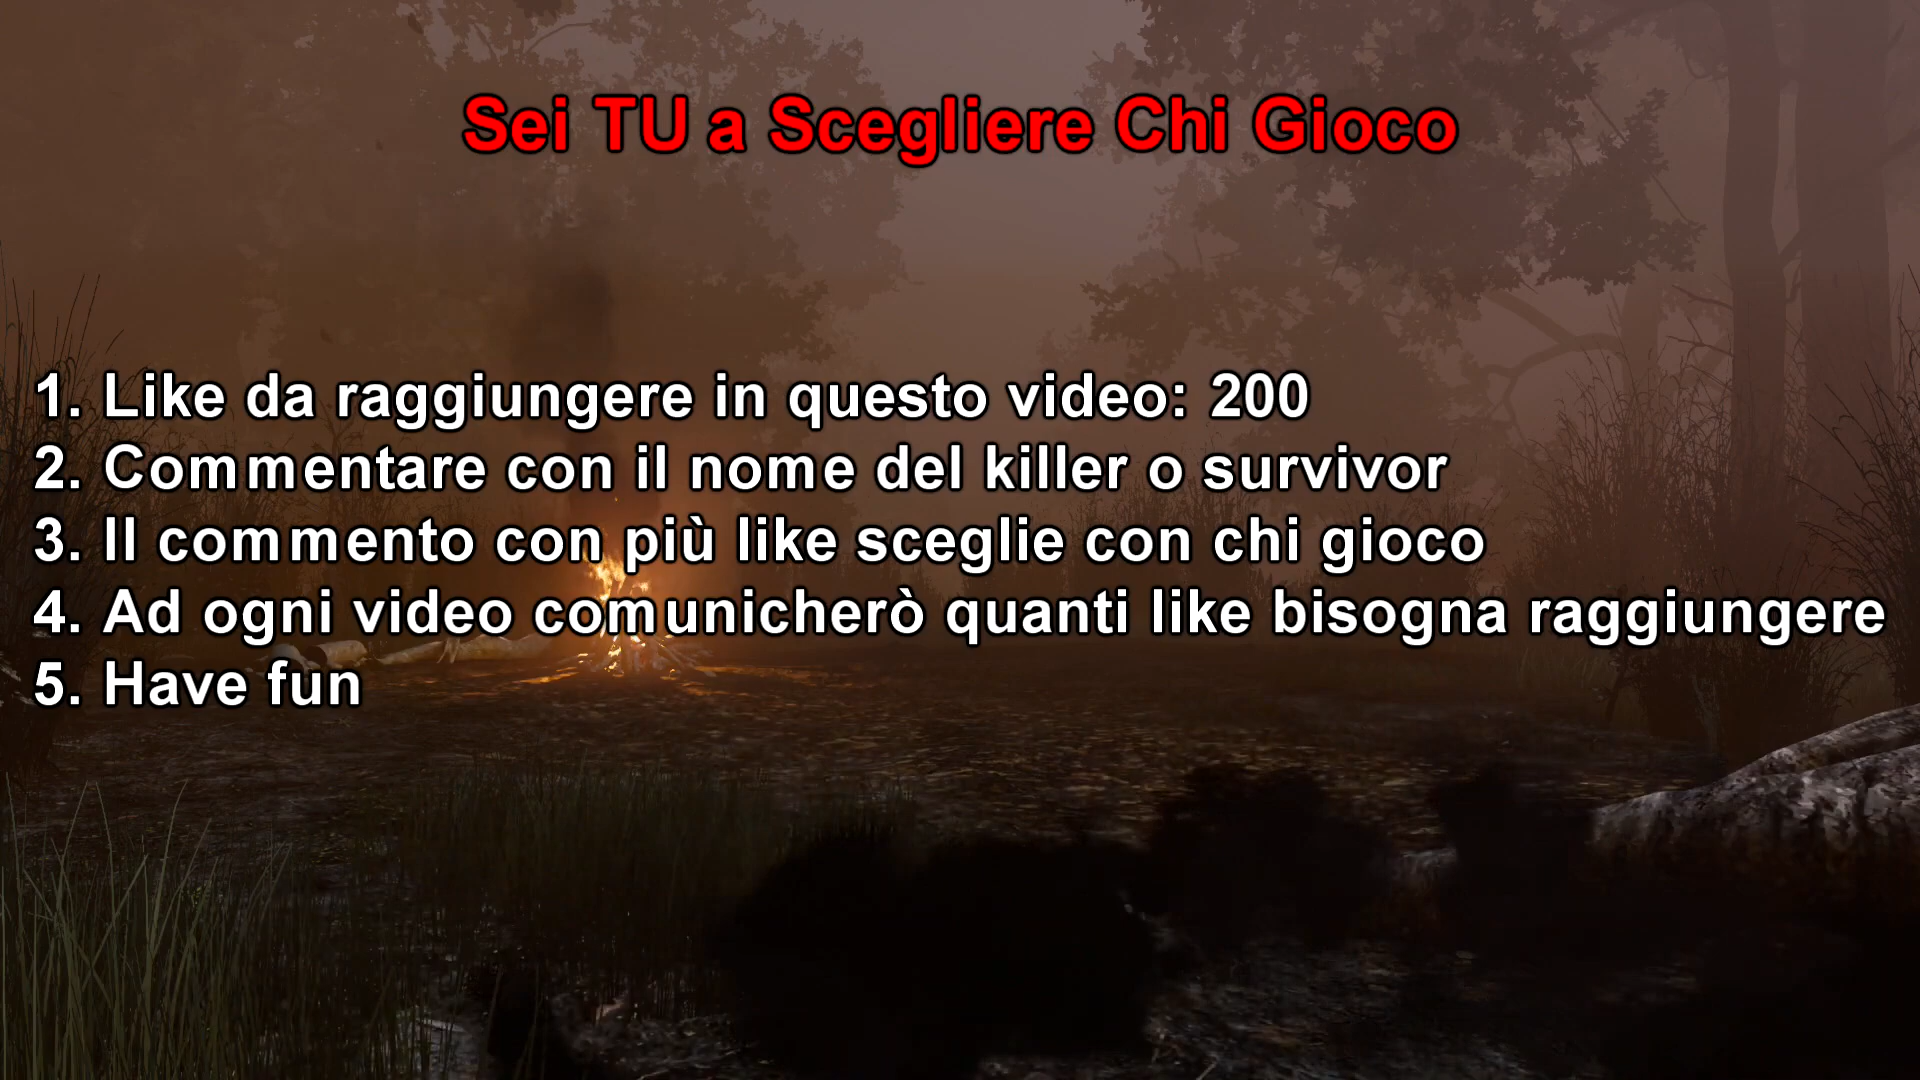 Sei TU a Scegliere Chi Gioco
1. Like da raggiungere in questo video: 200
2. Commentare con il nome del killer o survivor
3. Il commento con più like sceglie con chi gioco
4. Ad ogni video comunicherò quanti like bisogna raggiungere
5. Have fun